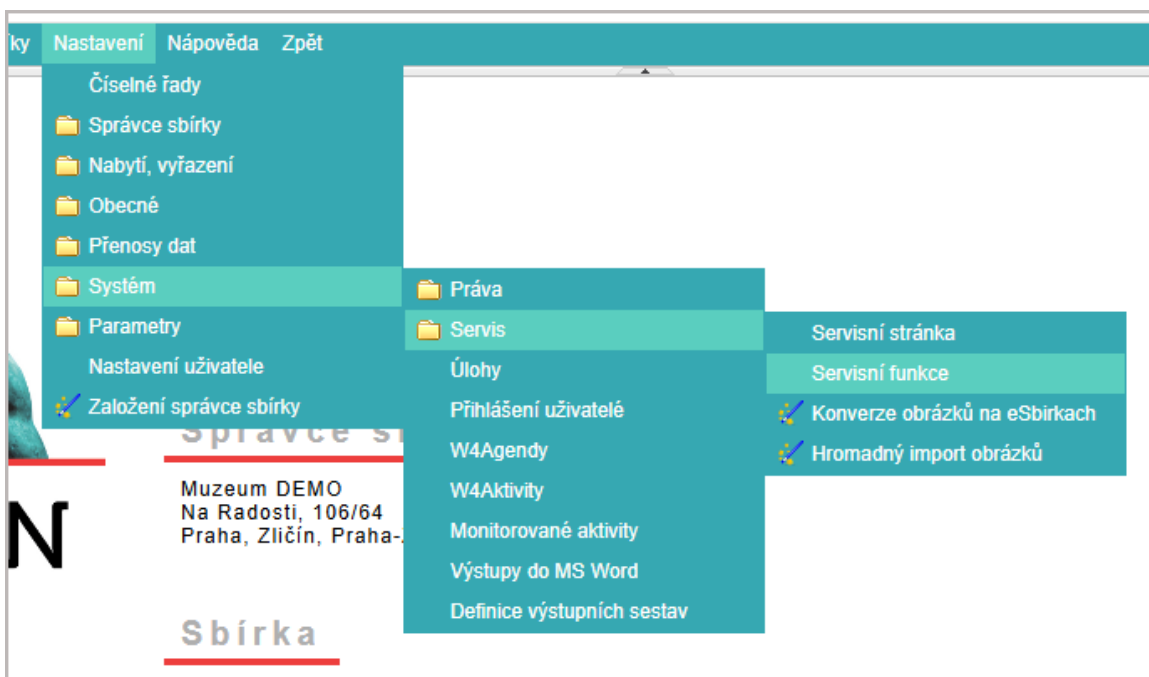 ky Nastavení Nápověda Zpět
Číselné řady
Správce sbírky
Nabytí, vyřazení
Obecné
Přenosy dat
Systém
Parametry
Nastavení uživatele
Založení správce sbírky
Práva
Servis
Úlohy
Přihlášení uživatelé
W4Agendy
W4Aktivity
Monitorované aktivity
Výstupy do MS Word
Definice výstupních sestav
Servisní stránka
Servisní funkce
Konverze obrázků na eSbirkach
Hromadný import obrázků
Správce s
Muzeum DEMO
Na Radosti, 106/64
Praha, Zličín, Praha-
N
Sbírka